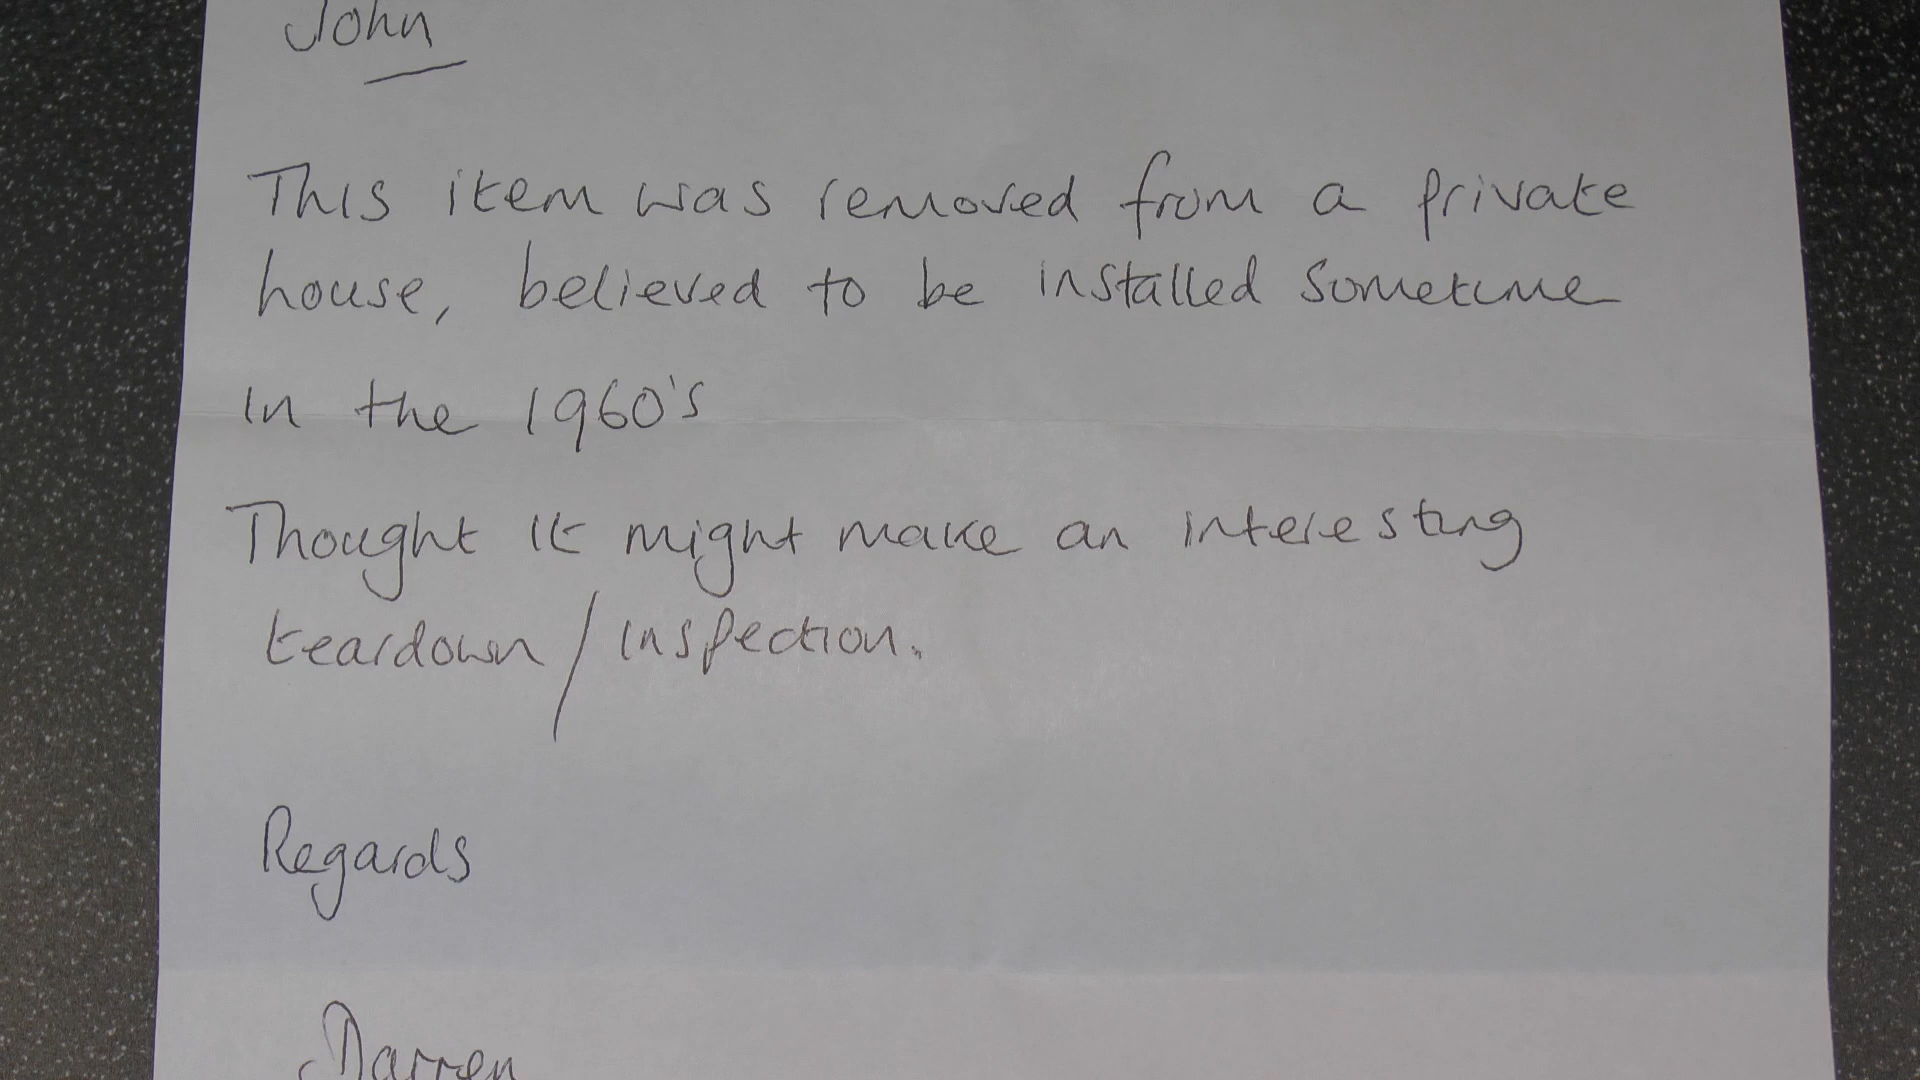 John
This item was removed from a private
house, believed to be installed sometime
in the 1960's
Thought it might make an interesting
teardown / inspection.
Regards
Darren